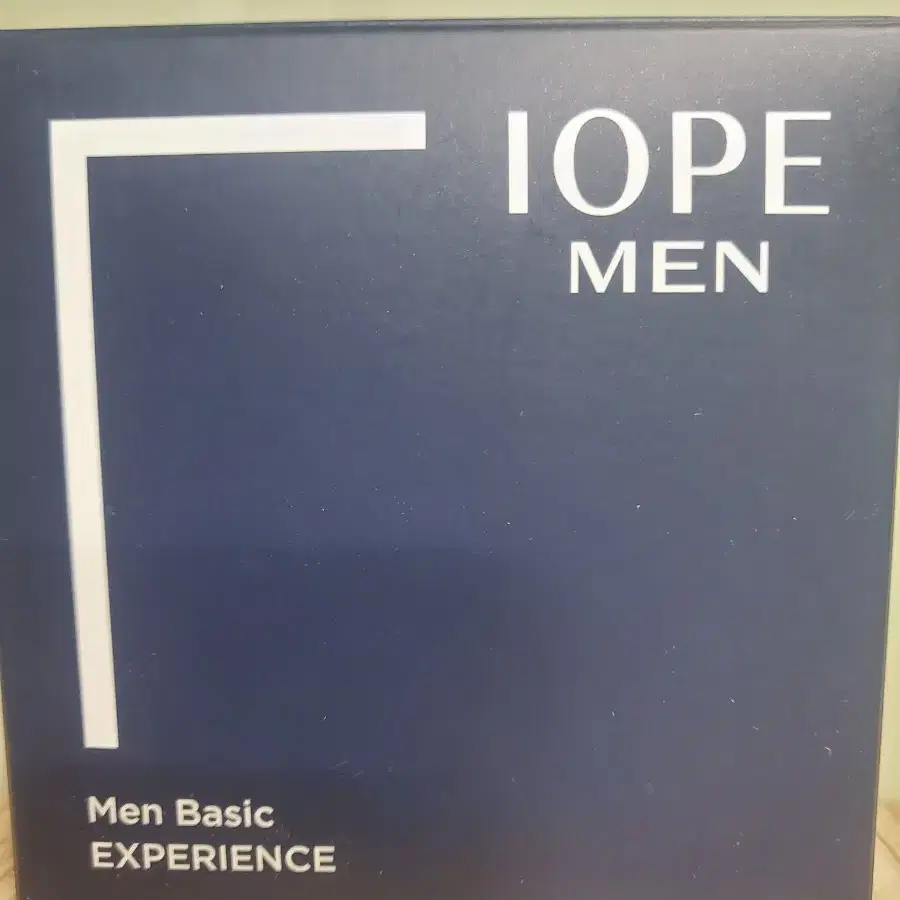 IOPE
MEN
Men Basic
EXPERIENCE